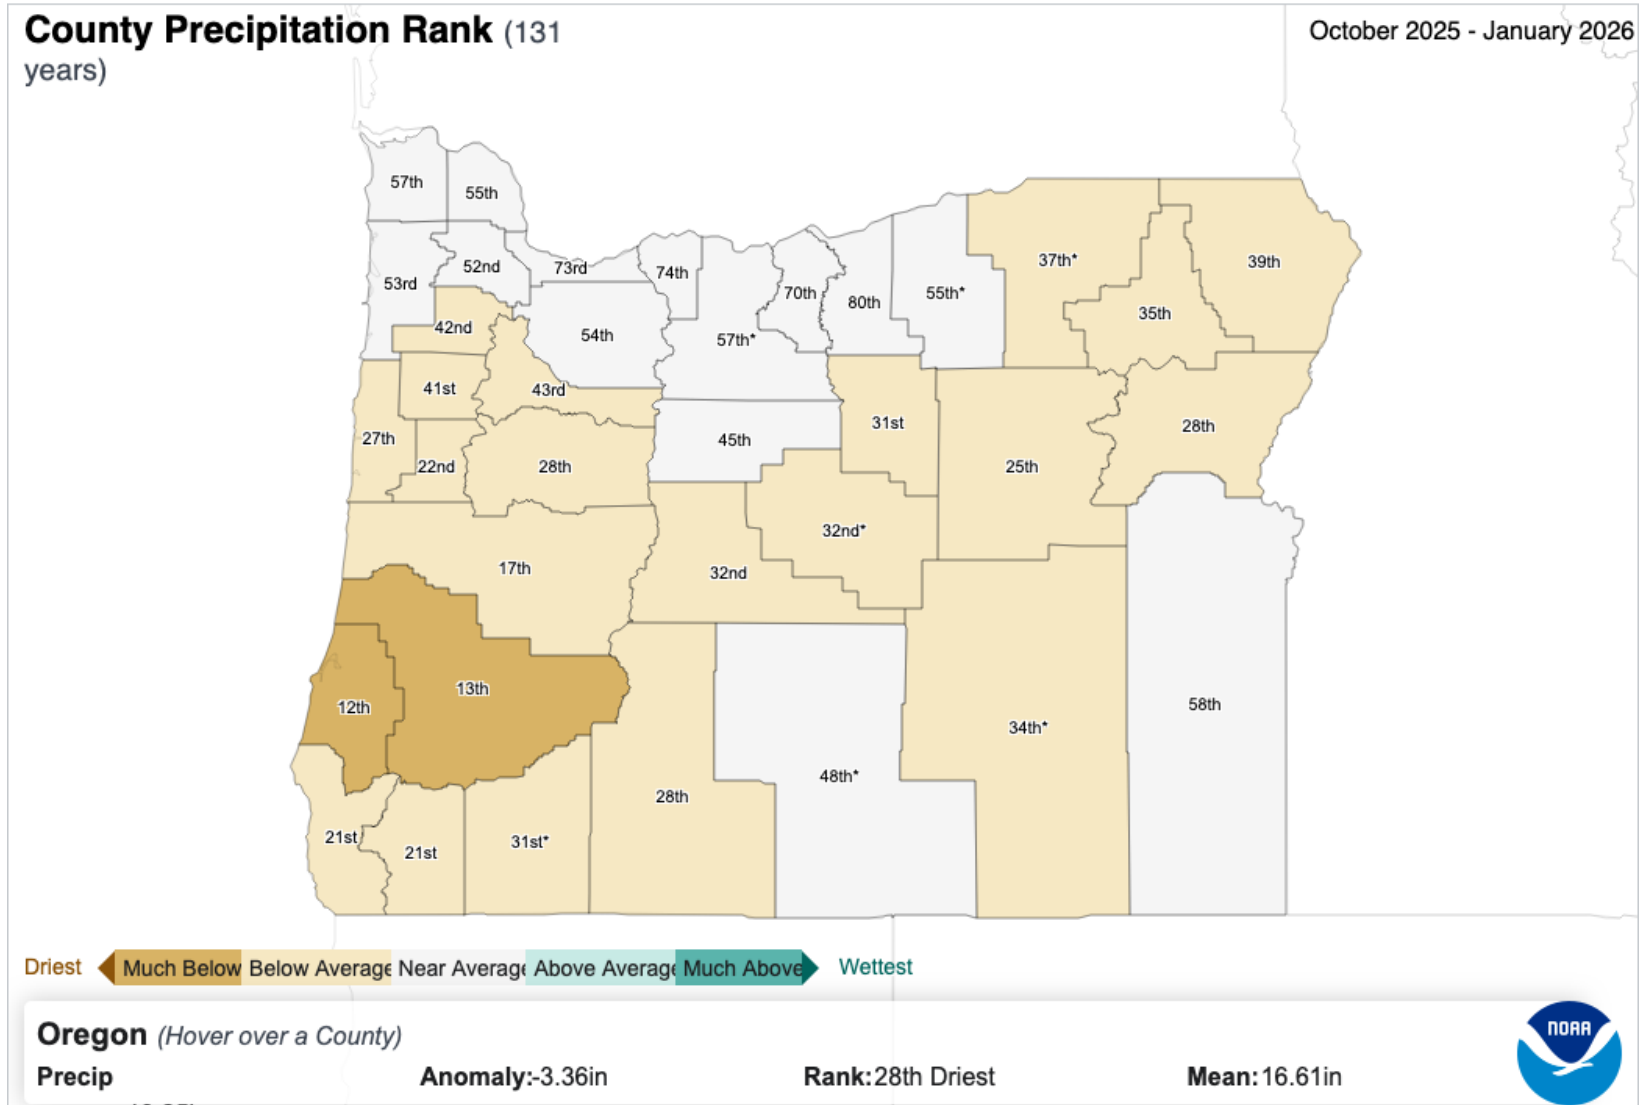 County Precipitation Rank (131
years)
October 2025 - January 2026
57th
55th
53rd
52nd
73rd
74th
70th
80th
55th*
37th*
39th
35th
42nd
54th
57th*
41st
43rd
27th
22nd
28th
45th
31st
25th
28th
32nd*
17th
32nd
12th
13th
28th
48th*
34th*
58th
21st
21st
31st*
Driest
Much Below
Below Average
Near Average
Above Average
Much Above
Wettest
Oregon (Hover over a County)
NOAA
Precip
Anomaly:-3.36in
Rank:28th Driest
Mean:16.61in